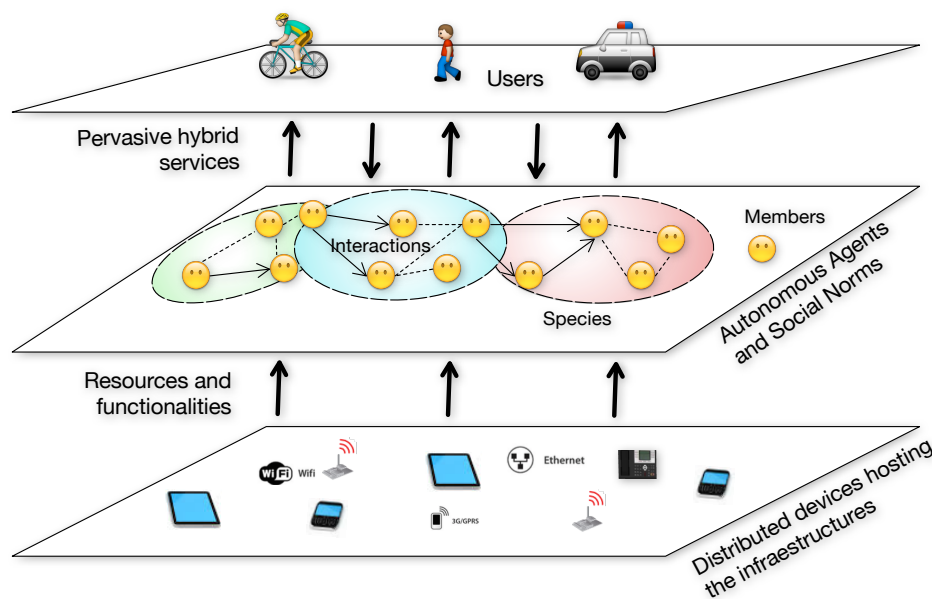 Users
Pervasive hybrid
services
Members
Interactions
Species
Autonomous Agents
and Social Norms
Resources and
functionalities
WiFi Wifi
Ethernet
3G/GPRS
Distributed devices hosting
the infraestructures